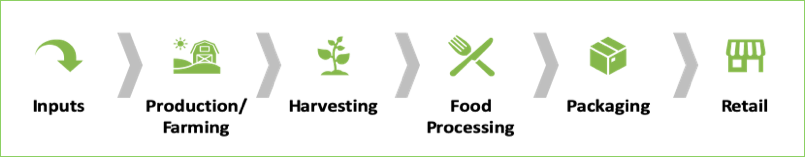 Inputs
Production/
Farming
Harvesting
Food
Processing
Packaging
Retail